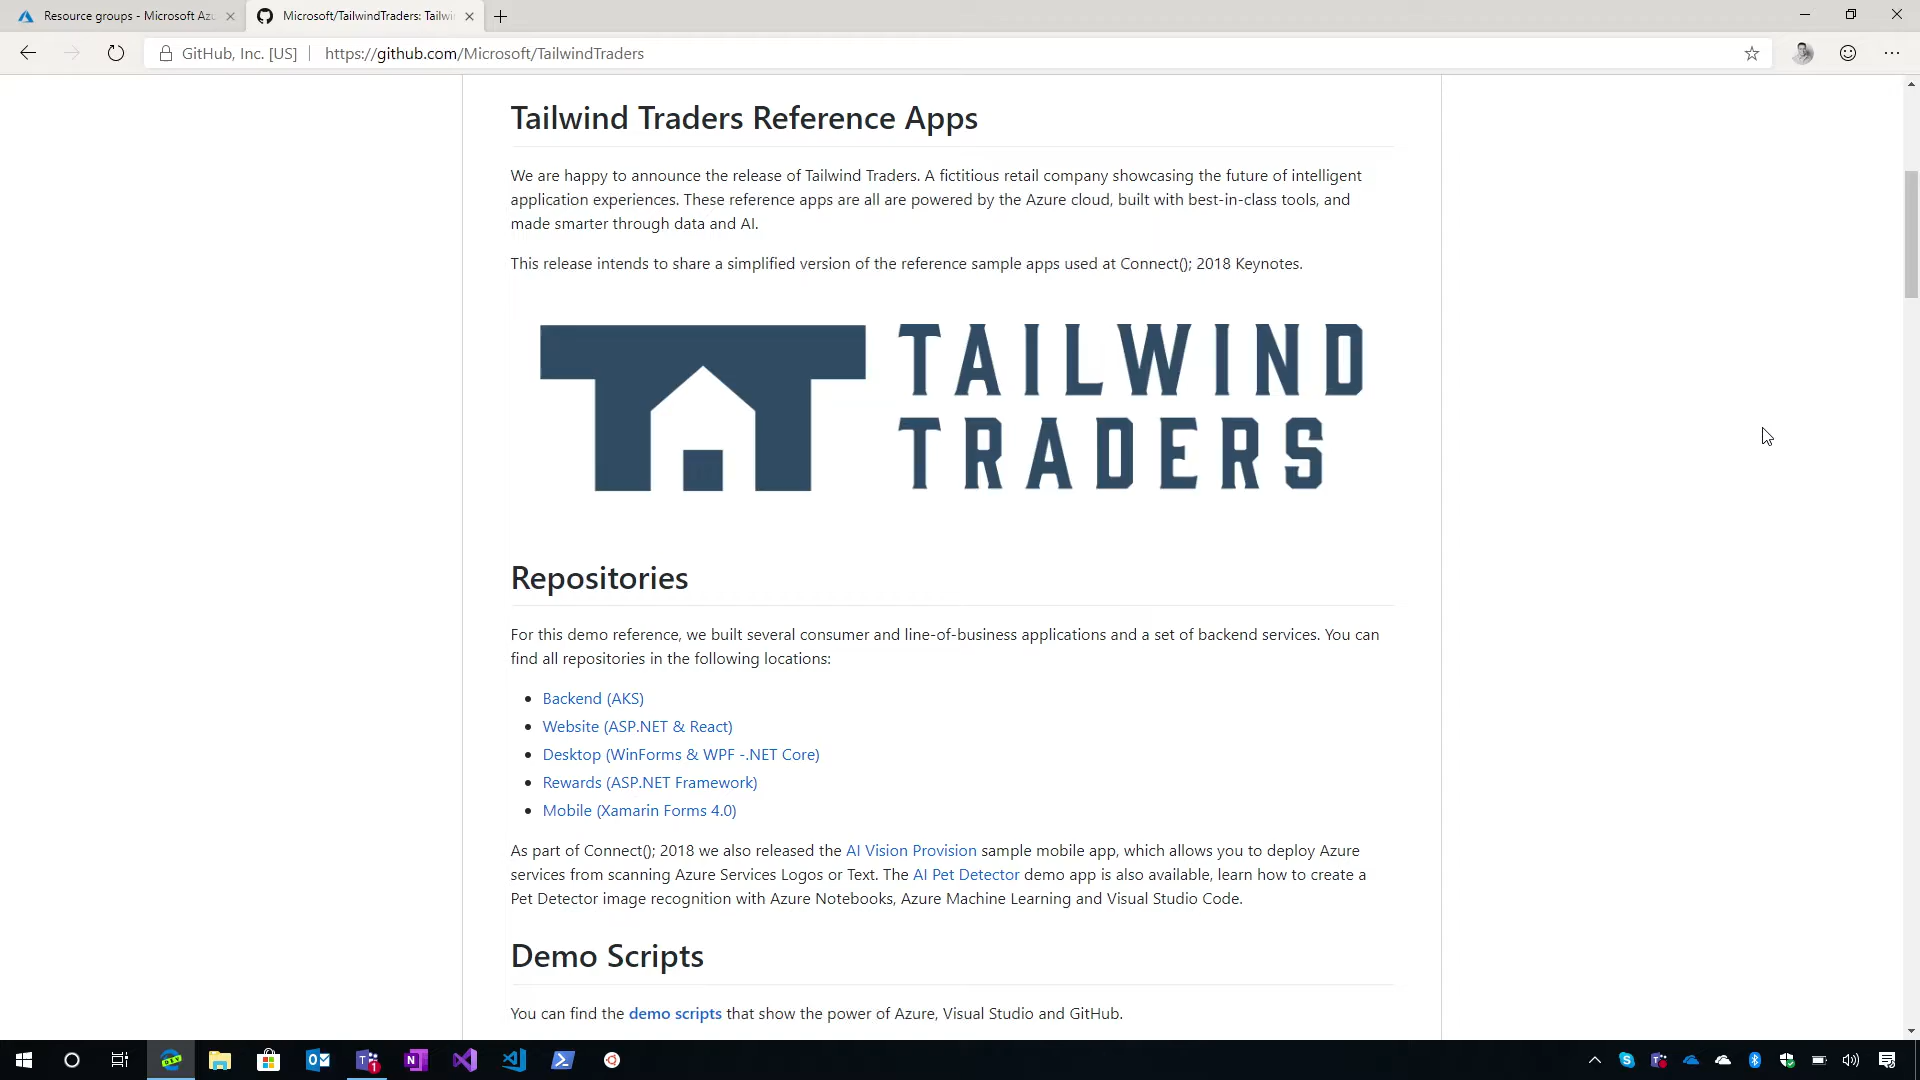 Resource groups - Microsoft Azu
Microsoft/TailwindTraders: Tailwi
GitHub, Inc. [US]
https://github.com/Microsoft/TailwindTraders
Tailwind Traders Reference Apps
We are happy to announce the release of Tailwind Traders. A fictitious retail company showcasing the future of intelligent
application experiences. These reference apps are all are powered by the Azure cloud, built with best-in-class tools, and
made smarter through data and AI.
This release intends to share a simplified version of the reference sample apps used at Connect(); 2018 Keynotes.
TAILWIND
TRADERS
Repositories
For this demo reference, we built several consumer and line-of-business applications and a set of backend services. You can
find all repositories in the following locations:
Backend (AKS)
Website (ASP.NET & React)
Desktop (WinForms & WPF -.NET Core)
Rewards (ASP.NET Framework)
Mobile (Xamarin Forms 4.0)
As part of Connect(); 2018 we also released the AI Vision Provision sample mobile app, which allows you to deploy Azure
services from scanning Azure Services Logos or Text. The AI Pet Detector demo app is also available, learn how to create a
Pet Detector image recognition with Azure Notebooks, Azure Machine Learning and Visual Studio Code.
Demo Scripts
You can find the demo scripts that show the power of Azure, Visual Studio and GitHub.